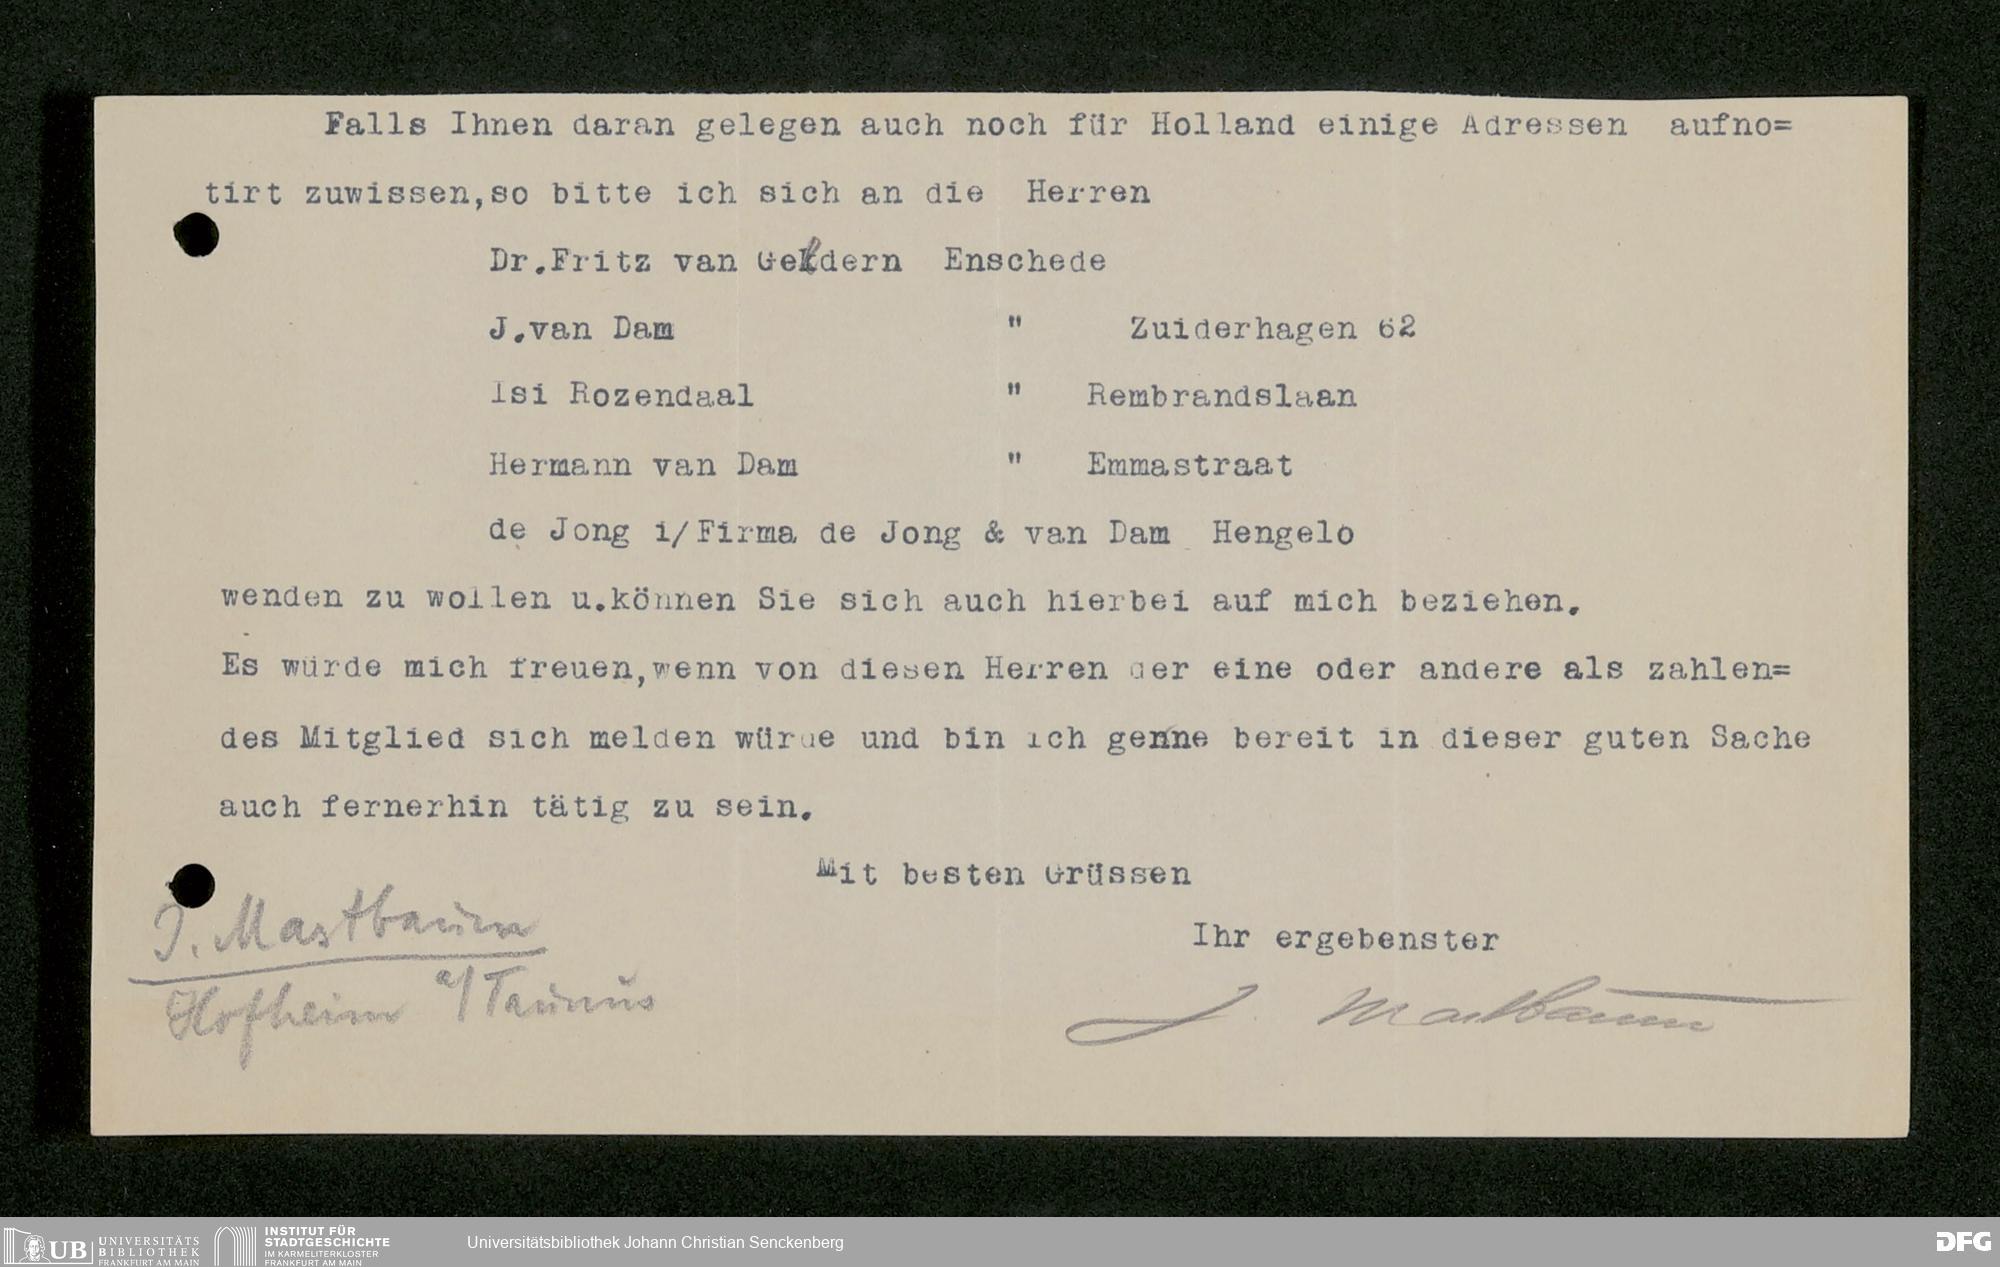 Falls Ihnen daran gelegen auch noch für Holland einige Adressen aufno=
tirt zuwissen,so bitte ich sich an die Herren
Dr.Fritz van Geldern Enschede
J.van Dam " Zuiderhagen 62
Isi Rozendaal " Rembrandslaan
Hermann van Dam " Emmastraat
de Jong i/Firma de Jong & van Dam Hengelo
wenden zu wollen u.können Sie sich auch hierbei auf mich beziehen.
Es würde mich freuen,wenn von diesen Herren der eine oder andere als zahlen=
des Mitglied sich melden würde und bin ich genne bereit in dieser guten Sache
auch fernerhin tätig zu sein.
Mit besten Grüssen
Ihr ergebenster
J. Mastbaum
J. Mastbaum
Hofheim a/Taunus
UB UNIVERSITÄTS
BIBLIOTHEK
FRANKFURT AM MAIN
INSTITUT FÜR
STADTGESCHICHTE
IM KARMELITERKLOSTER
FRANKFURT AM MAIN
Universitätsbibliothek Johann Christian Senckenberg
DFG